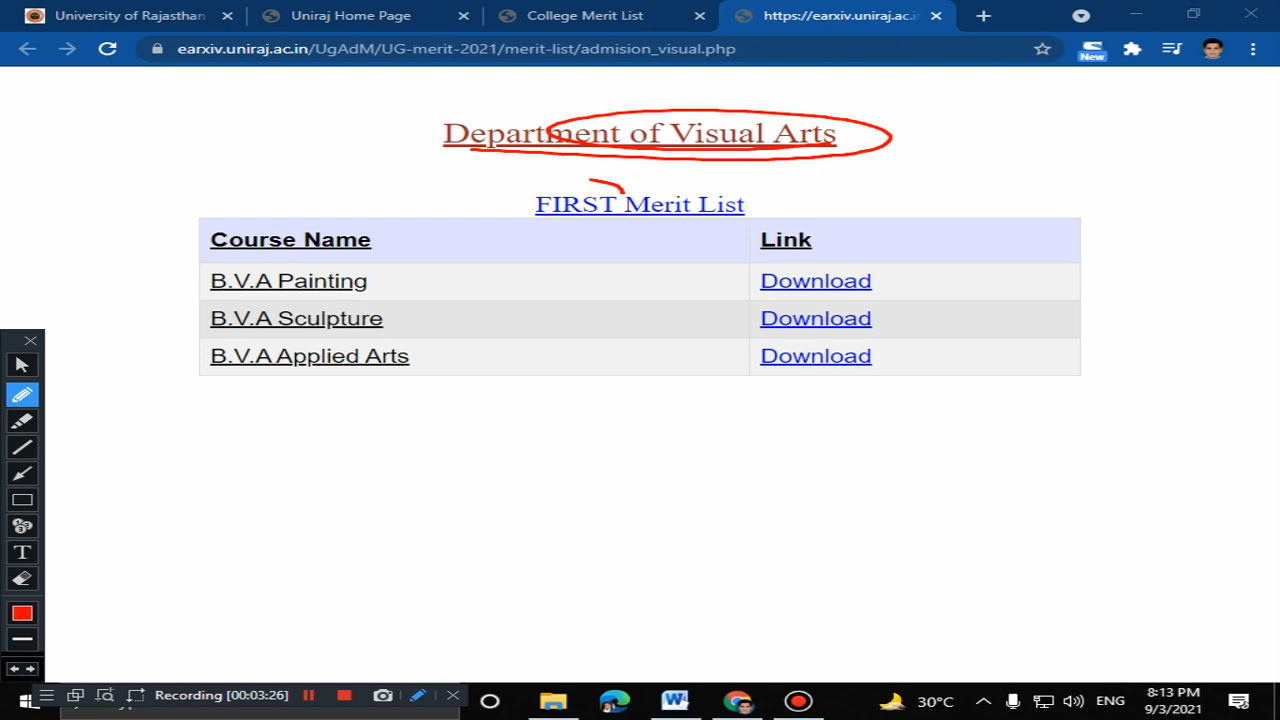 University of Rajasthan
Uniraj Home Page
College Merit List
https://earxiv.uniraj.ac.in
earxiv.uniraj.ac.in/UgAdM/UG-merit-2021/merit-list/admision_visual.php
New
Department of Visual Arts
FIRST Merit List
Course Name Link
B.V.A Painting Download
B.V.A Sculpture Download
B.V.A Applied Arts Download
T
Recording [00:03:26]
30°C
ENG
8:13 PM
9/3/2021